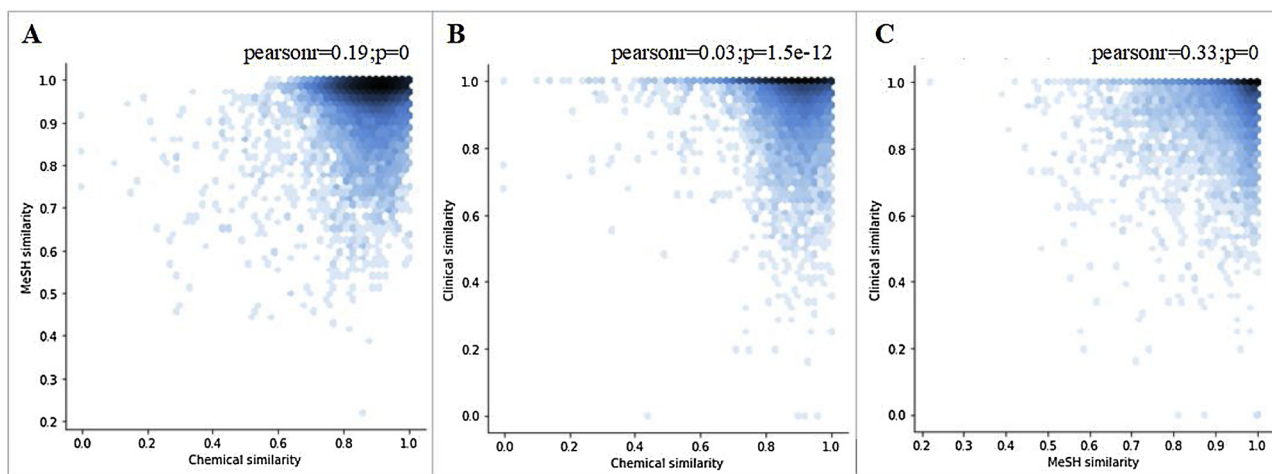 A
pearsonr=0.19;p=0
MeSH similarity
1.0
0.9
0.8
0.7
0.6
0.5
0.4
0.3
0.2
0.0 0.2 0.4 0.6 0.8 1.0
Chemical similarity
B
pearsonr=0.03;p=1.5e-12
Clinical similarity
1.0
0.8
0.6
0.4
0.2
0.0
0.0 0.2 0.4 0.6 0.8 1.0
Chemical similarity
C
pearsonr=0.33;p=0
Clinical similarity
1.0
0.8
0.6
0.4
0.2
0.0
0.2 0.3 0.4 0.5 0.6 0.7 0.8 0.9 1.0
MeSH similarity